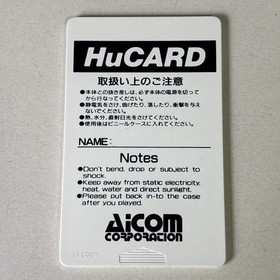 HuCARD
取扱い上のご注意
●本体との抜き差しは、必ず本体の電源を切って
から行なってください。
●静電気をさけ、曲げたり、落したり、衝撃を与え
ないでください。
●熱、水分、直射日光をさけてください。
●使用後はビニールケースに入れてください。
NAME:
Notes
●Don't bend, drop or subject to
shock.
●Keep away from static electricity,
heat, water and direct sunlight.
●Please put back in-to the case
after you played.
AICOM
CORPORATION